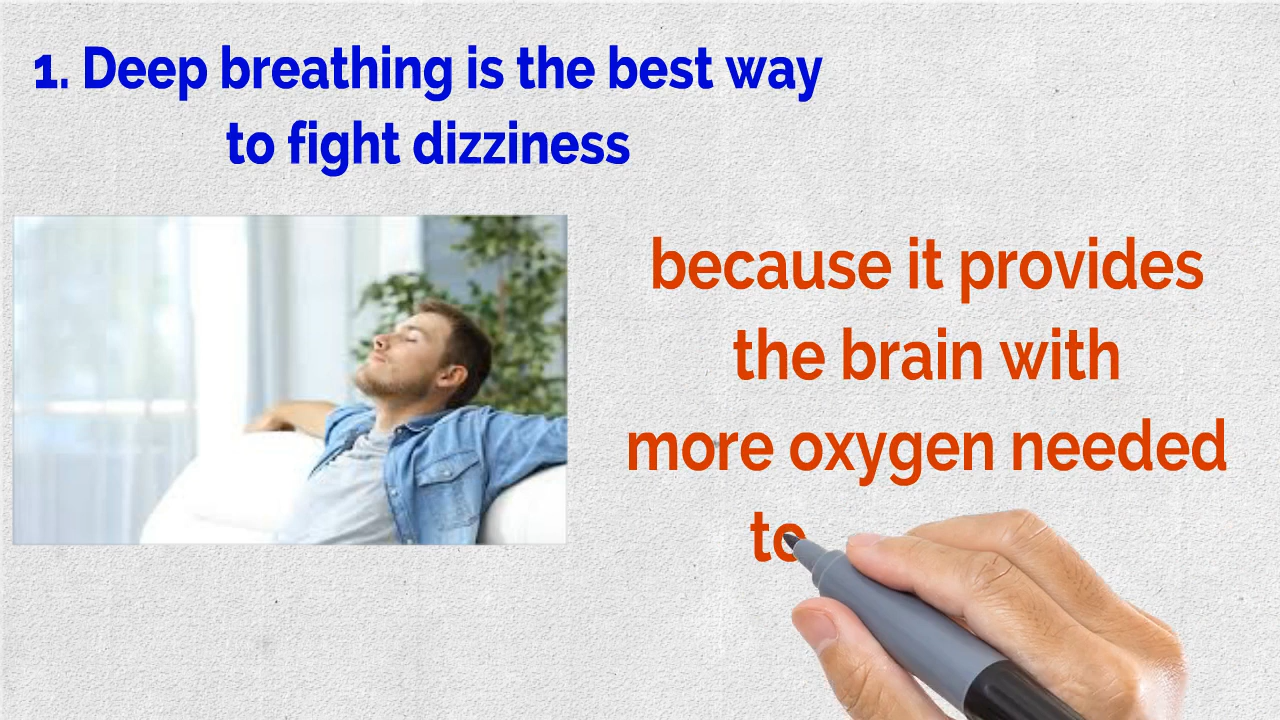 1. Deep breathing is the best way
to fight dizziness
because it provides
the brain with
more oxygen needed
to